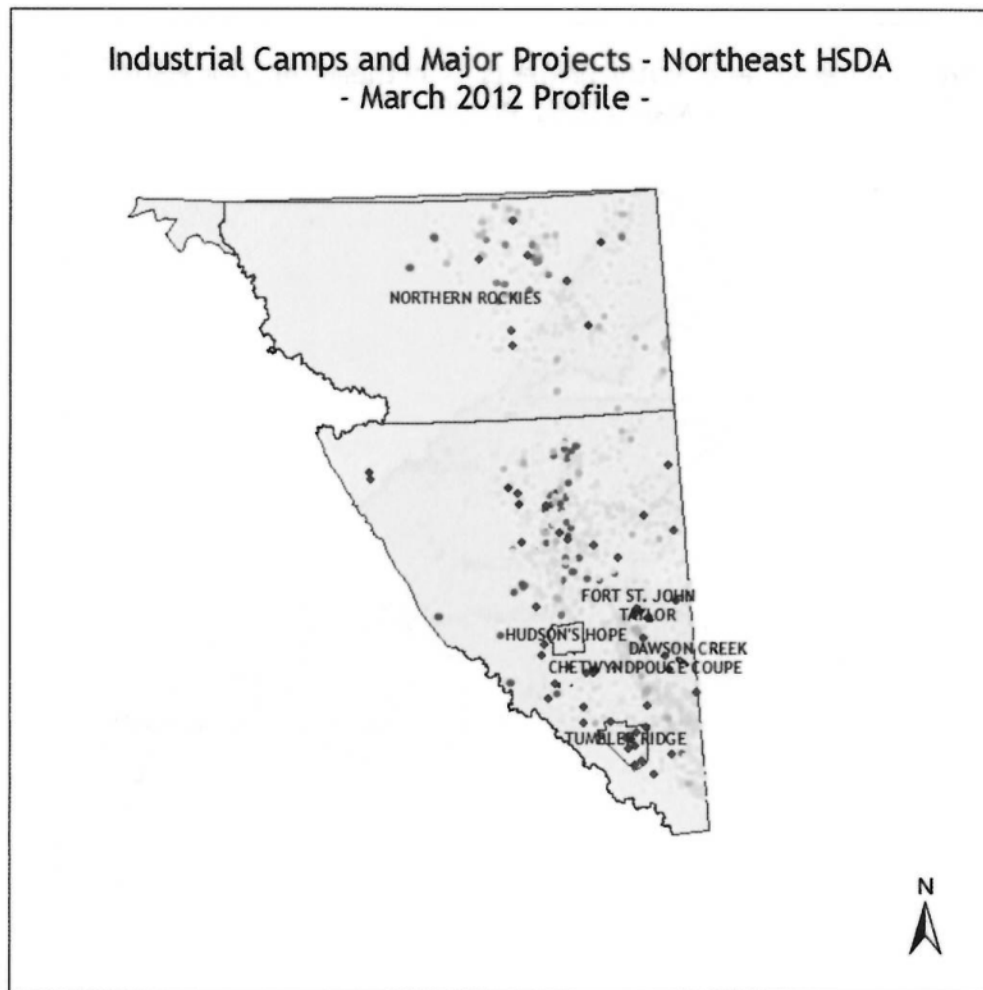 Industrial Camps and Major Projects - Northeast HSDA
- March 2012 Profile -
NORTHERN ROCKIES
FORT ST. JOHN
TAYLOR
HUDSON'S HOPE
DAWSON CREEK
CHETWYND
POUCE COUPE
TUMBLER RIDGE
N